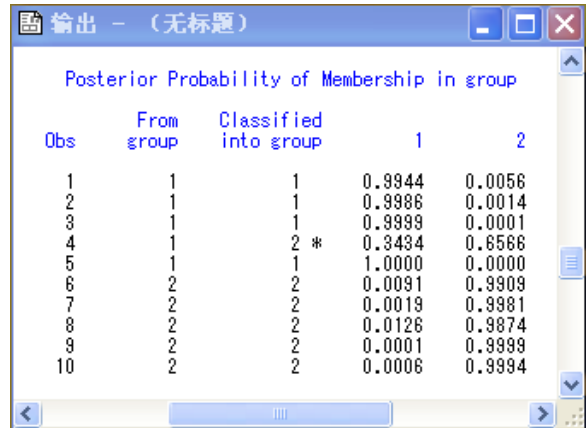 输出 - （无标题）
Posterior Probability of Membership in group
From Classified
Obs group into group 1 2
1 1 1 0.9944 0.0056
2 1 1 0.9986 0.0014
3 1 1 0.9999 0.0001
4 1 2 * 0.3434 0.6566
5 1 1 1.0000 0.0000
6 2 2 0.0091 0.9909
7 2 2 0.0019 0.9981
8 2 2 0.0126 0.9874
9 2 2 0.0001 0.9999
10 2 2 0.0006 0.9994